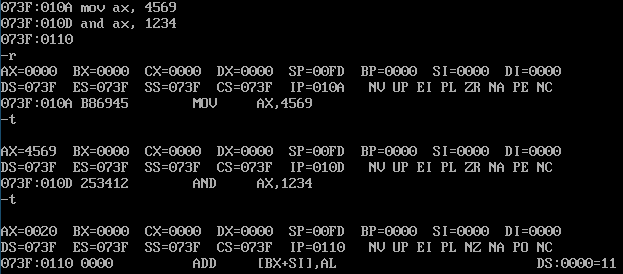 073F:010A mov ax, 4569
073F:010D and ax, 1234
073F:0110
-r
AX=0000  BX=0000  CX=0000  DX=0000  SP=00FD  BP=0000  SI=0000  DI=0000
DS=073F  ES=073F  SS=073F  CS=073F  IP=010A   NV UP EI PL ZR NA PE NC
073F:010A B86945        MOV     AX,4569
-t
AX=4569  BX=0000  CX=0000  DX=0000  SP=00FD  BP=0000  SI=0000  DI=0000
DS=073F  ES=073F  SS=073F  CS=073F  IP=010D   NV UP EI PL ZR NA PE NC
073F:010D 253412        AND     AX,1234
-t
AX=0020  BX=0000  CX=0000  DX=0000  SP=00FD  BP=0000  SI=0000  DI=0000
DS=073F  ES=073F  SS=073F  CS=073F  IP=0110   NV UP EI PL NZ NA PO NC
073F:0110 0000          ADD     [BX+SI],AL                         DS:0000=11